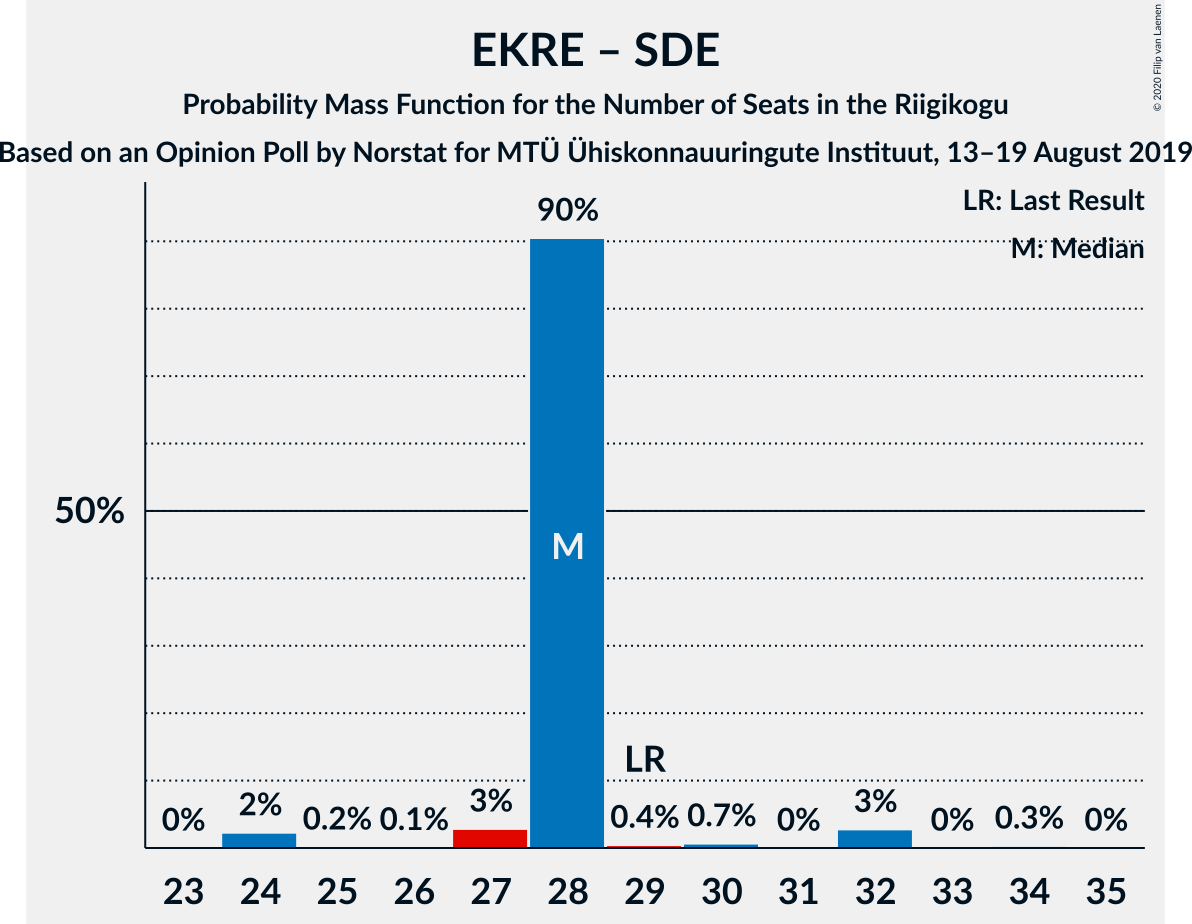 EKRE – SDE
Probability Mass Function for the Number of Seats in the Riigikogu
Based on an Opinion Poll by Norstat for MTÜ Ühiskonnauuringute Instituut, 13–19 August 2019
© 2020 Filip van Laenen
LR: Last Result
M: Median
90%
50%
M
LR
0% 2% 0.2% 0.1% 3% 0.4% 0.7% 0% 3% 0% 0.3% 0%
23 24 25 26 27 28 29 30 31 32 33 34 35